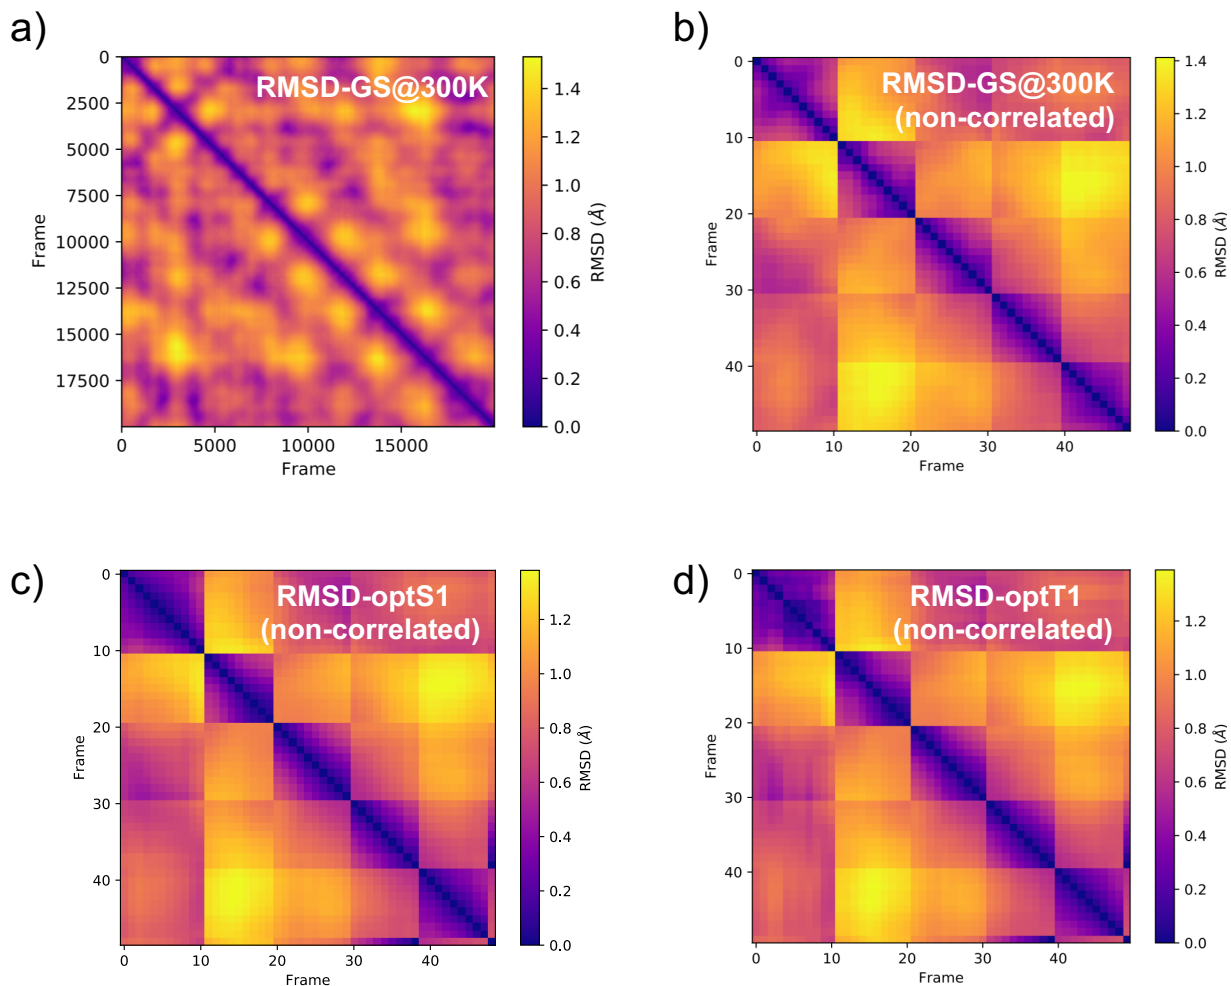 a)
RMSD-GS@300K
0
2500
5000
7500
10000
12500
15000
17500
0 5000 10000 15000
Frame
Frame
1.4
1.2
1.0
0.8
0.6
0.4
0.2
0.0
RMSD (Å)
b)
RMSD-GS@300K
(non-correlated)
0
10
20
30
40
0 20 40
Frame
Frame
1.4
1.2
1.0
0.8
0.6
0.4
0.2
0.0
RMSD (Å)
c)
RMSD-optS1
(non-correlated)
0
10
20
30
40
0 10 20 30 40
Frame
Frame
1.2
1.0
0.8
0.6
0.4
0.2
0.0
RMSD (Å)
d)
RMSD-optT1
(non-correlated)
0
10
20
30
40
0 10 20 30 40
Frame
Frame
1.2
1.0
0.8
0.6
0.4
0.2
0.0
RMSD (Å)